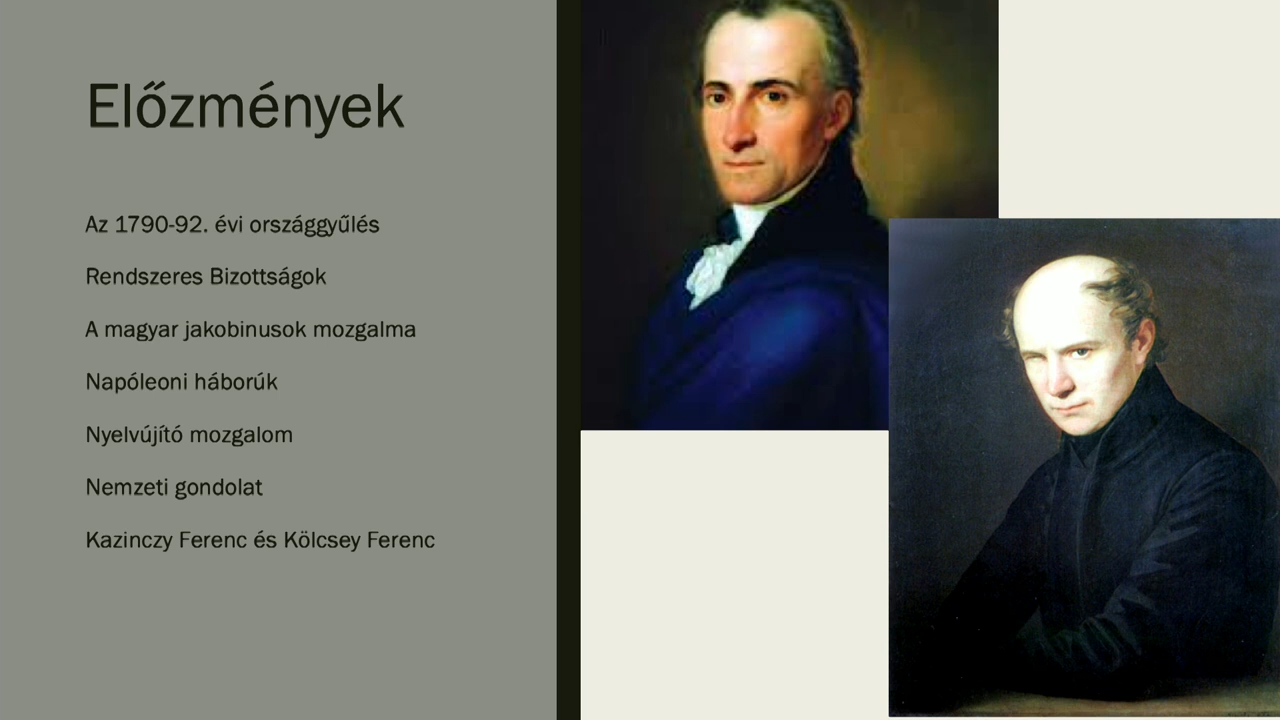 Előzmények
Az 1790-92. évi országgyűlés
Rendszeres Bizottságok
A magyar jakobinusok mozgalma
Napóleoni háborúk
Nyelvújító mozgalom
Nemzeti gondolat
Kazinczy Ferenc és Kölcsey Ferenc